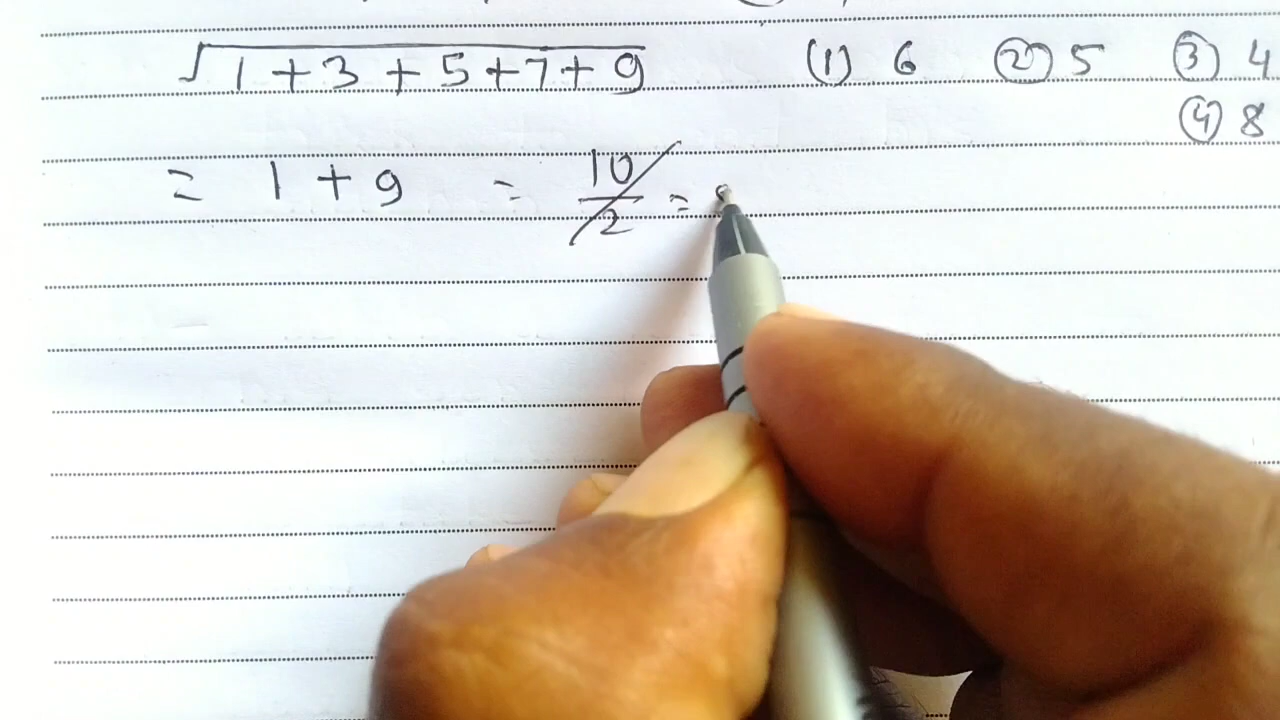 √1+3+5+7+9 (1) 6 (2) 5 (3) 4
(4) 8
= 1+9 = 10/2 =